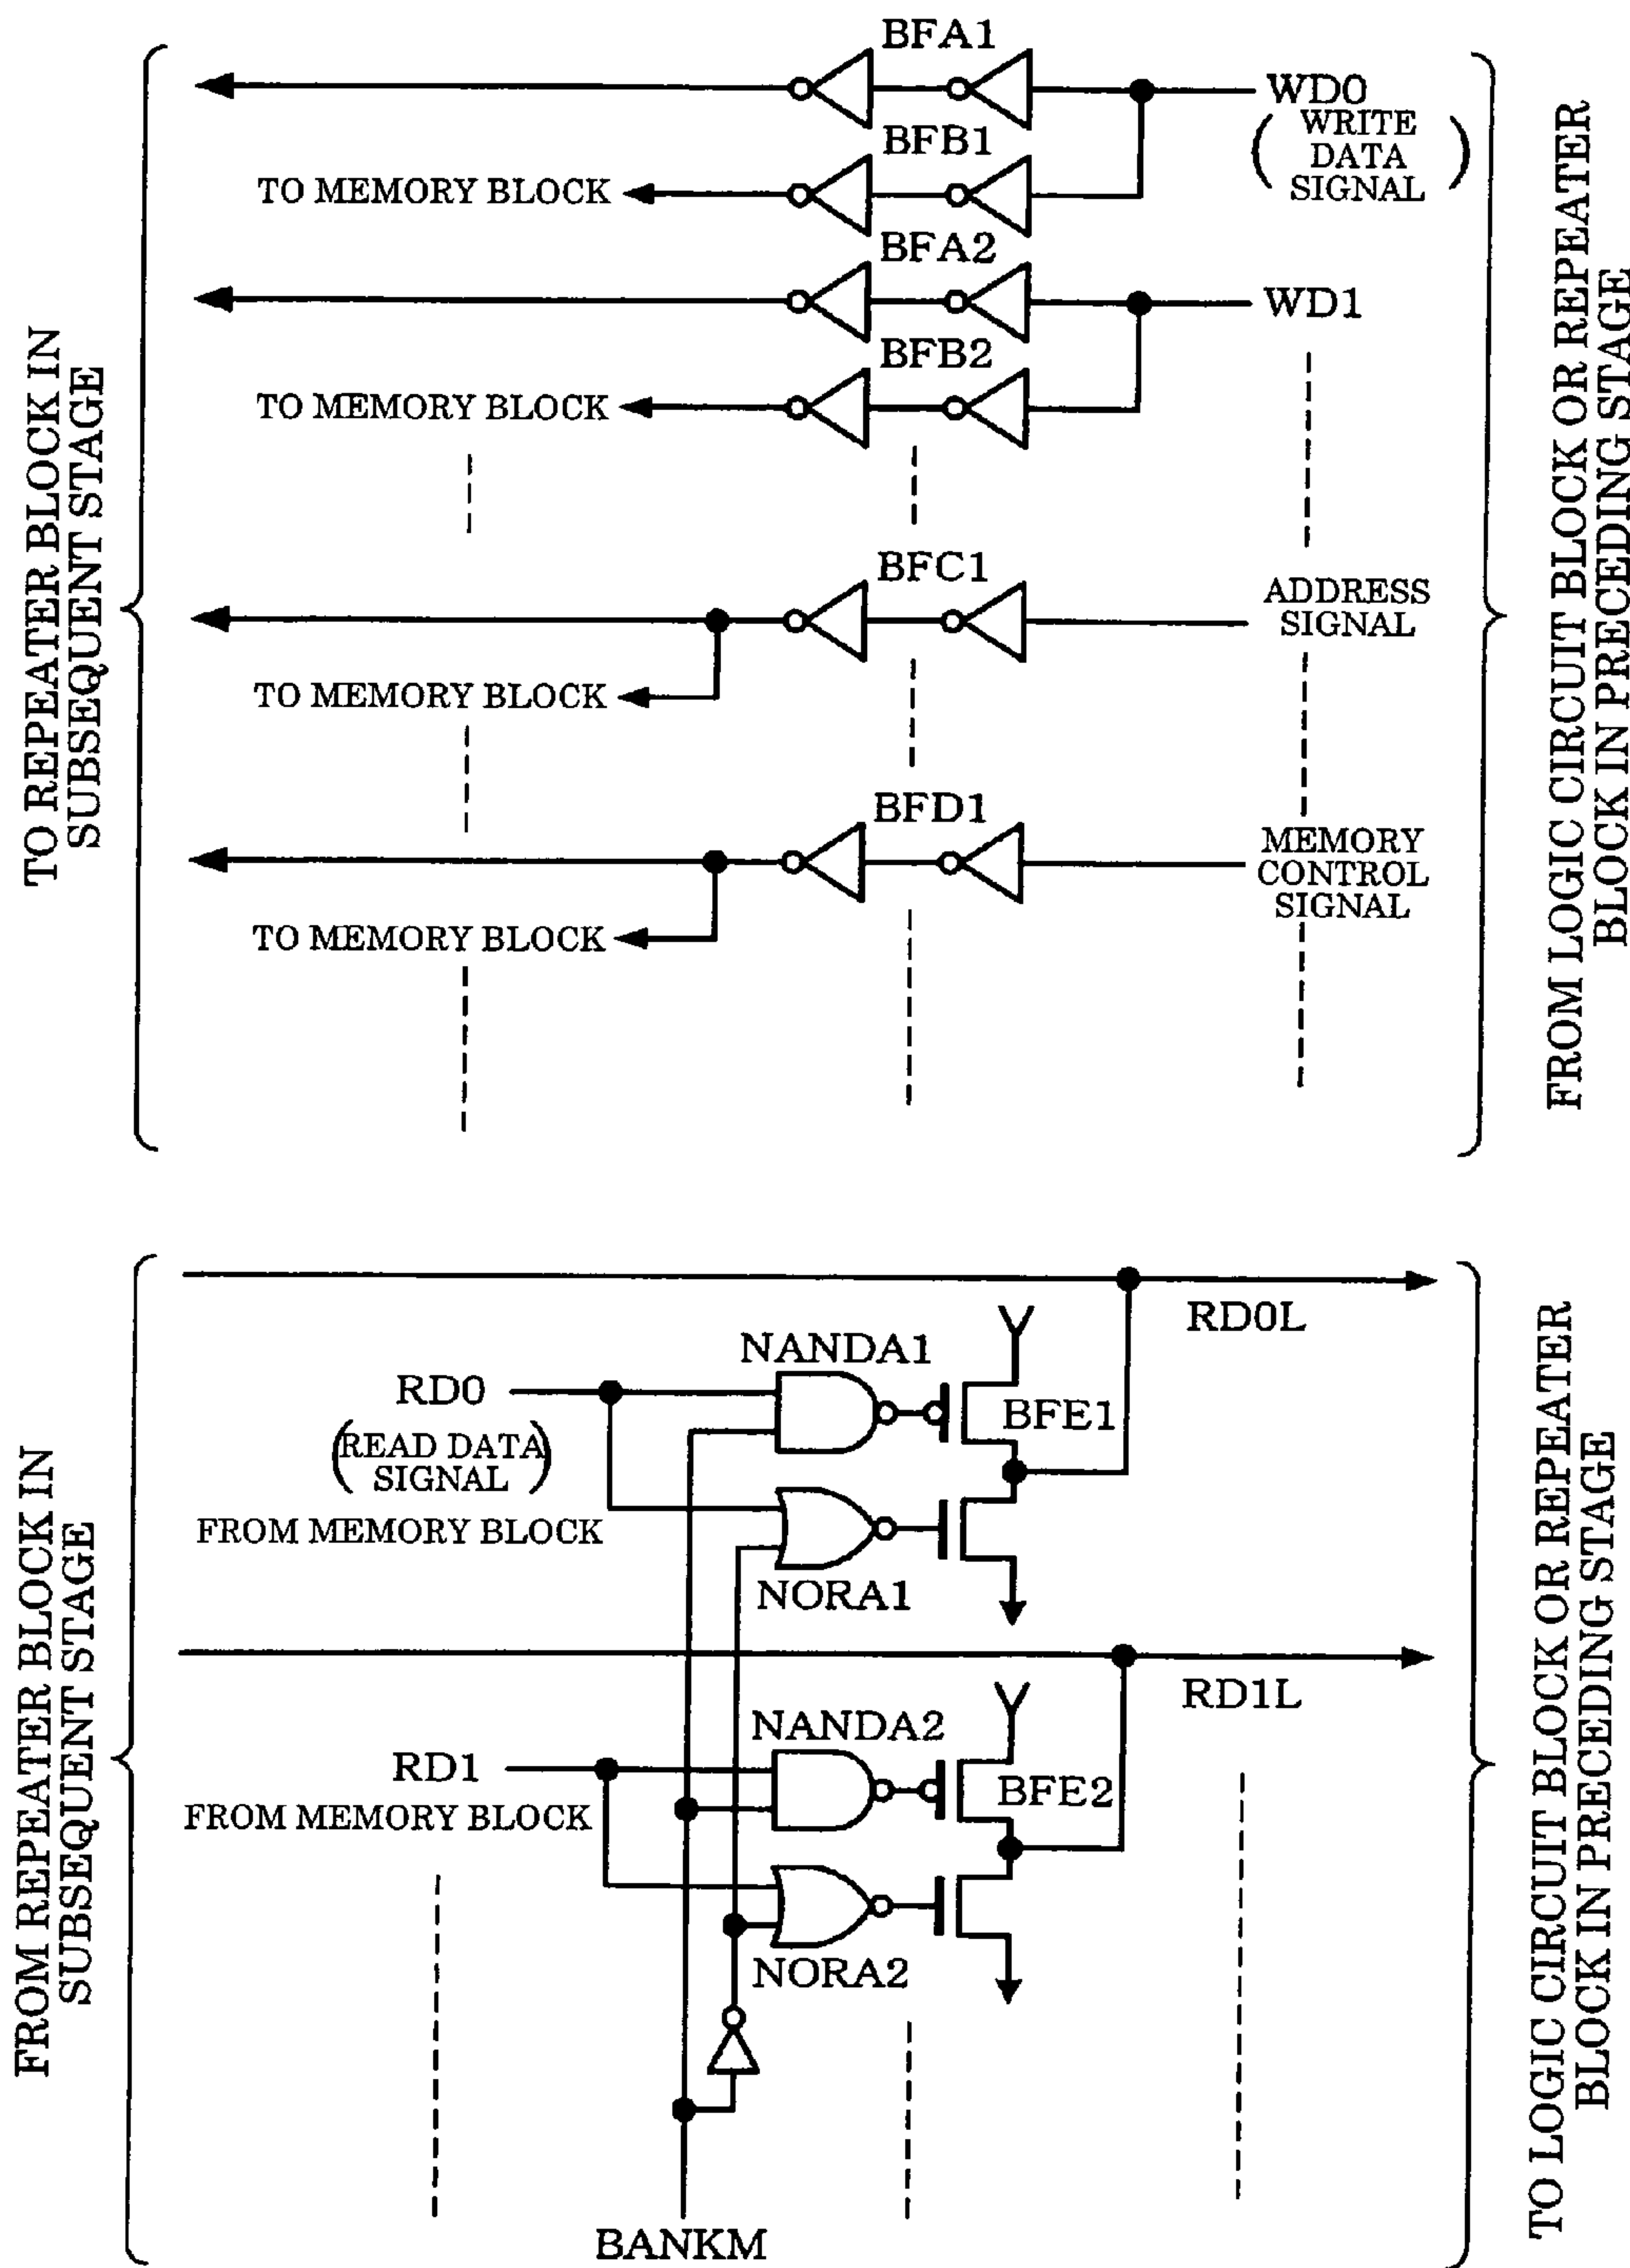 BFA1
WD0
(WRITE
DATA
SIGNAL)
BFB1
TO MEMORY BLOCK
BFA2
WD1
BFB2
TO MEMORY BLOCK
BFC1
ADDRESS
SIGNAL
TO MEMORY BLOCK
BFD1
MEMORY
CONTROL
SIGNAL
TO MEMORY BLOCK
TO REPEATER BLOCK IN
SUBSEQUENT STAGE
FROM LOGIC CIRCUIT BLOCK OR REPEATER
BLOCK IN PRECEDING STAGE
RD0L
NANDA1
RD0
BFE1
(READ DATA
SIGNAL)
FROM MEMORY BLOCK
NORA1
RD1L
NANDA2
RD1
BFE2
FROM MEMORY BLOCK
NORA2
BANKM
FROM REPEATER BLOCK IN
SUBSEQUENT STAGE
TO LOGIC CIRCUIT BLOCK OR REPEATER
BLOCK IN PRECEDING STAGE